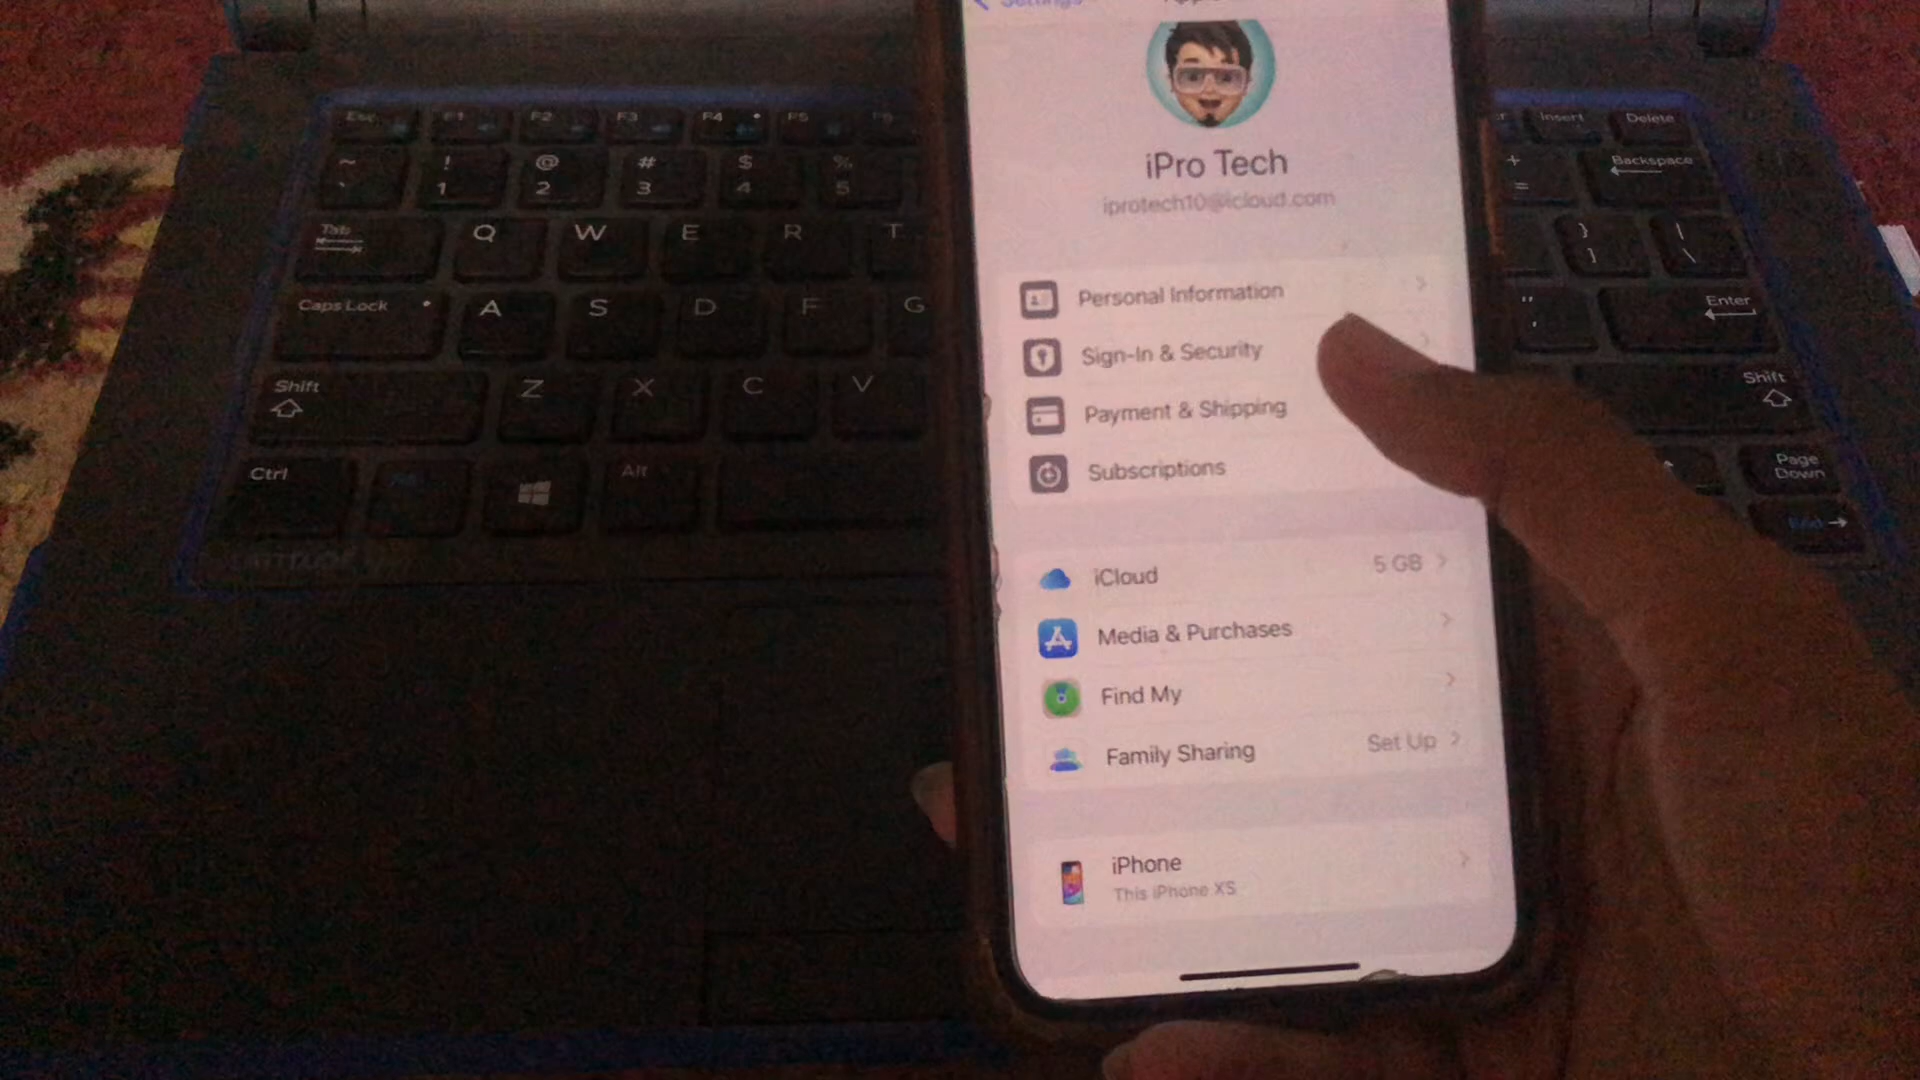 Settings
iPro Tech
iprotech10@icloud.com
Personal Information
Sign-In & Security
Payment & Shipping
Subscriptions
iCloud 5 GB
Media & Purchases
Find My
Family Sharing Set Up
iPhone
This iPhone XS
Esc F1 F2 F3 F4 F5 F6
Insert Delete
~ ! @ # $ %
` 1 2 3 4 5
+ Backspace
=
Tab Q W E R T
} |
] \
Caps Lock A S D F G
" Enter
'
Shift Z X C V
Shift
Ctrl Alt
Page
Down
End